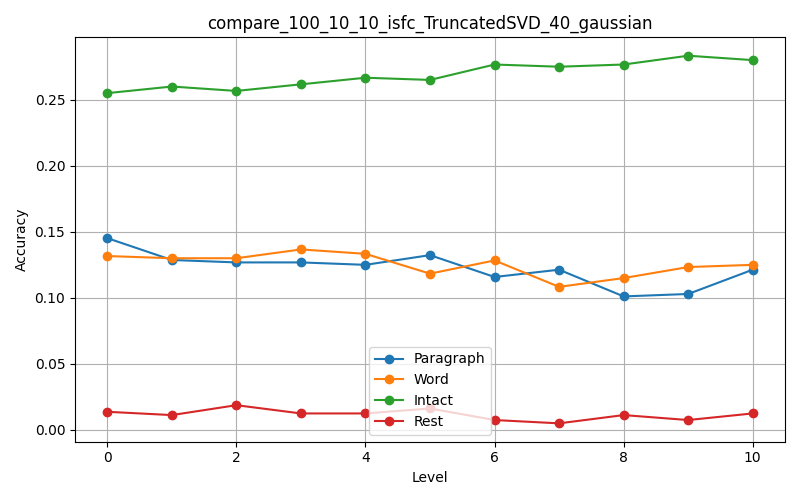 compare_100_10_10_isfc_TruncatedSVD_40_gaussian
Accuracy
0.25
0.20
0.15
0.10
0.05
0.00
Paragraph
Word
Intact
Rest
0 2 4 6 8 10
Level